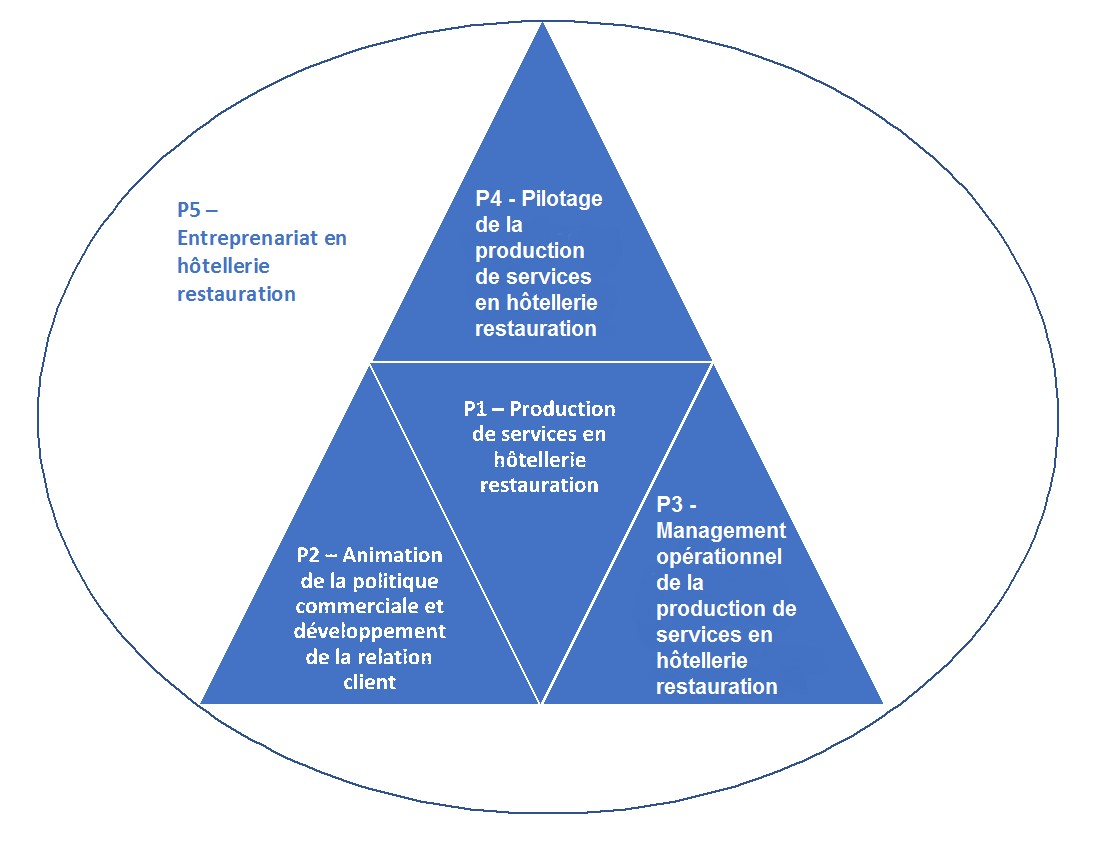 P5 –
Entreprenariat en
hôtellerie
restauration
P4 - Pilotage
de la
production
de services
en hôtellerie
restauration
P1 – Production
de services en
hôtellerie
restauration
P2 – Animation
de la politique
commerciale et
développement
de la relation
client
P3 -
Management
opérationnel
de la
production de
services en
hôtellerie
restauration